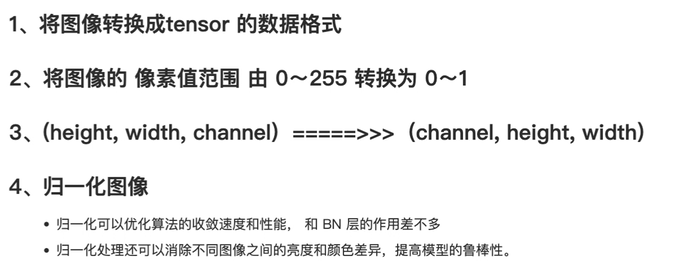 1、将图像转换成tensor 的数据格式
2、将图像的 像素值范围 由 0～255 转换为 0～1
3、（height, width, channel） =====>>> （channel, height, width）
4、归一化图像
• 归一化可以优化算法的收敛速度和性能， 和 BN 层的作用差不多
• 归一化处理还可以消除不同图像之间的亮度和颜色差异，提高模型的鲁棒性。